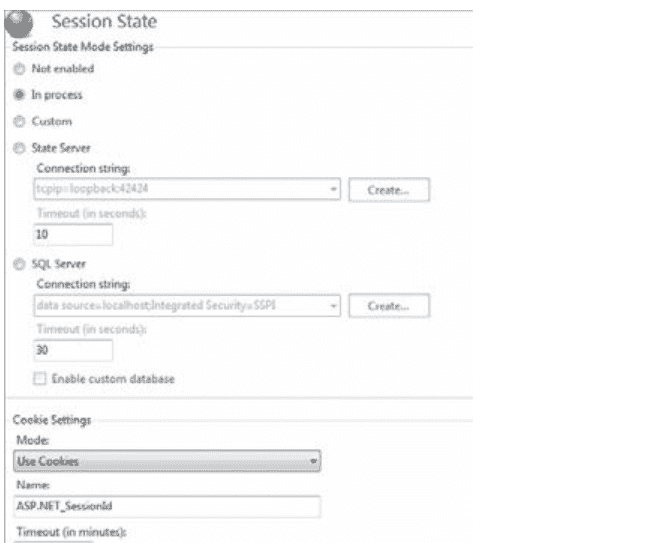 Session State
Session State Mode Settings
Not enabled
In process
Custom
State Server
Connection string:
tcpip=loopback:42424
Create...
Timeout (in seconds):
10
SQL Server
Connection string:
data source=localhost;Integrated Security=SSPI
Create...
Timeout (in seconds):
30
Enable custom database
Cookie Settings
Mode:
Use Cookies
Name:
ASP.NET_SessionId
Timeout (in minutes):